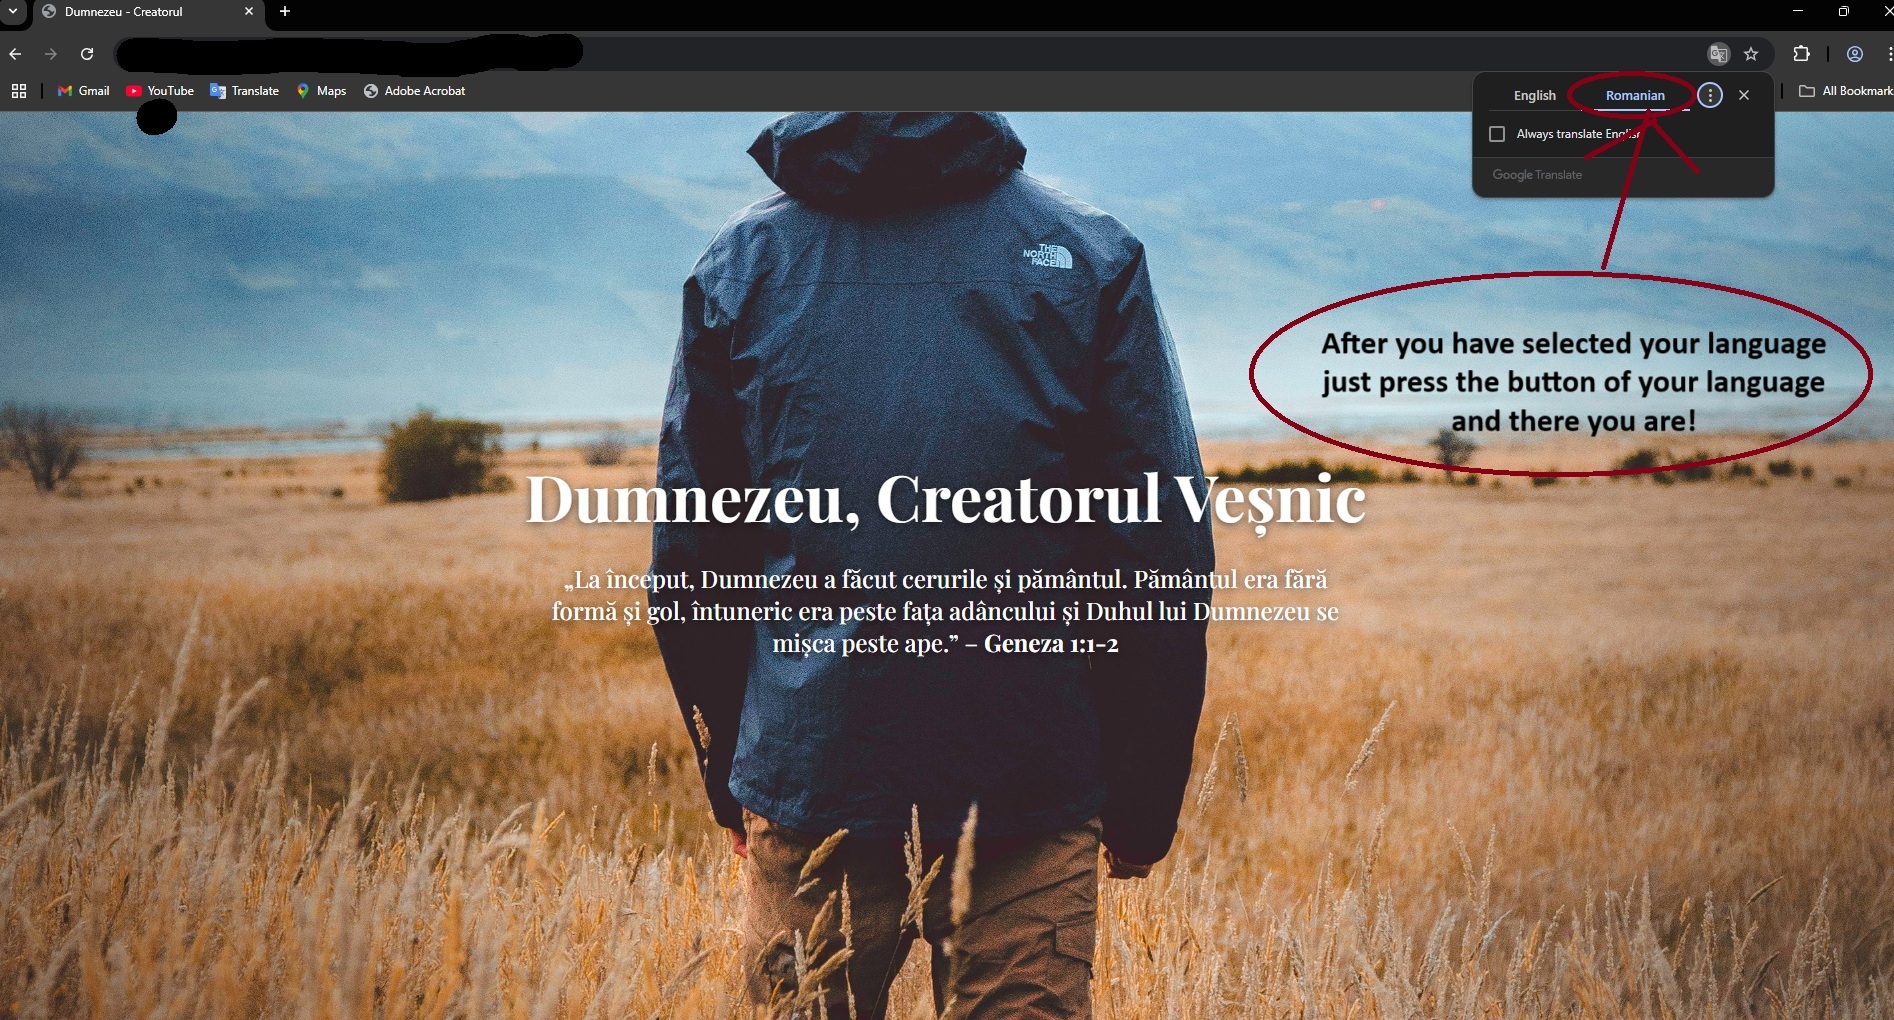 Dumnezeu - Creatorul
Gmail
YouTube
Translate
Maps
Adobe Acrobat
All Bookmark
English
Romanian
Always translate English
Google Translate
THE
NORTH
FACE
After you have selected your language
just press the button of your language
and there you are!
Dumnezeu, Creatorul Veșnic
„La început, Dumnezeu a făcut cerurile și pământul. Pământul era fără
formă și gol, întuneric era peste fața adâncului și Duhul lui Dumnezeu se
mișca peste ape.” – Geneza 1:1-2